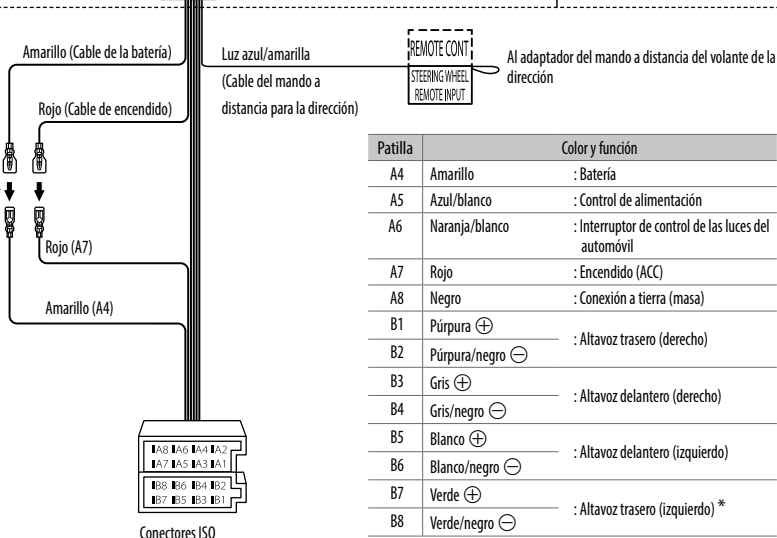 Amarillo (Cable de la batería)
Rojo (Cable de encendido)
Luz azul/amarilla
(Cable del mando a
distancia para la dirección)
REMOTE CONT
STEERING WHEEL
REMOTE INPUT
Al adaptador del mando a distancia del volante de la
dirección
Rojo (A7)
Amarillo (A4)
A8 A6 A4 A2
A7 A5 A3 A1
B8 B6 B4 B2
B7 B5 B3 B1
Conectores ISO
Patilla Color y función
A4 Amarillo : Batería
A5 Azul/blanco : Control de alimentación
A6 Naranja/blanco : Interruptor de control de las luces del
automóvil
A7 Rojo : Encendido (ACC)
A8 Negro : Conexión a tierra (masa)
B1 Púrpura ⊕ : Altavoz trasero (derecho)
B2 Púrpura/negro ⊖
B3 Gris ⊕ : Altavoz delantero (derecho)
B4 Gris/negro ⊖
B5 Blanco ⊕ : Altavoz delantero (izquierdo)
B6 Blanco/negro ⊖
B7 Verde ⊕ : Altavoz trasero (izquierdo) *
B8 Verde/negro ⊖